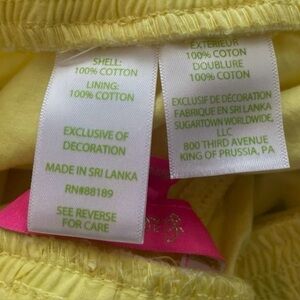 SHELL:
100% COTTON
LINING:
100% COTTON
EXCLUSIVE OF
DECORATION
MADE IN SRI LANKA
RN#88189
SEE REVERSE
FOR CARE
EXTÉRIEUR
100% COTON
DOUBLURE
100% COTON
EXCLUSIF DE DÉCORATION
FABRIQUE EN SRI LANKA
SUGARTOWN WORLDWIDE,
LLC
800 THIRD AVENUE
KING OF PRUSSIA, PA